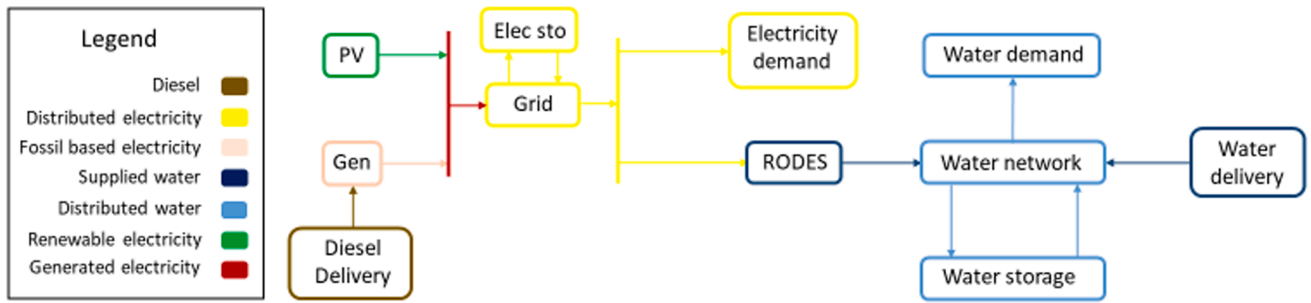 Legend
Diesel
Distributed electricity
Fossil based electricity
Supplied water
Distributed water
Renewable electricity
Generated electricity
PV
Gen
Diesel
Delivery
Elec sto
Grid
Electricity
demand
RODES
Water demand
Water network
Water storage
Water
delivery